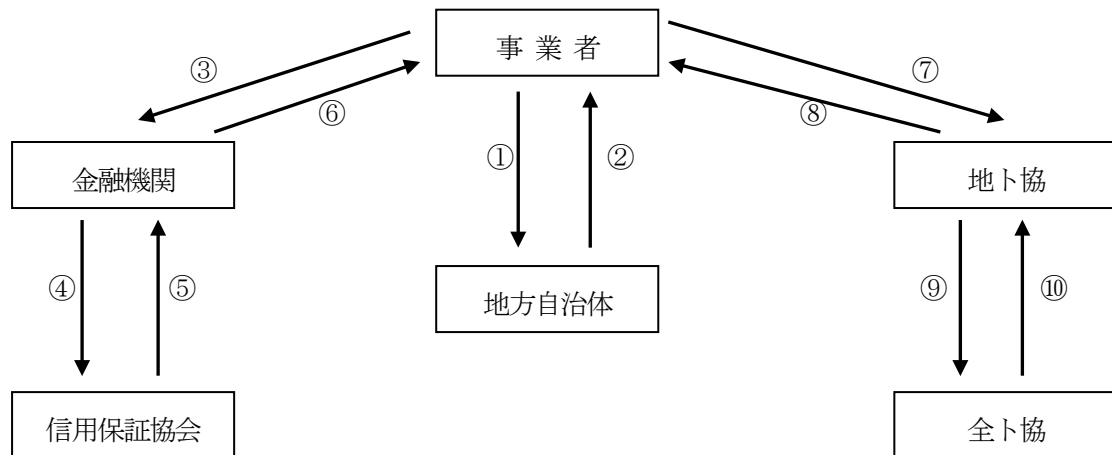 事 業 者
③
⑦
⑥
⑧
金融機関
①
②
地ト協
④
⑤
地方自治体
⑨
⑩
信用保証協会
全ト協